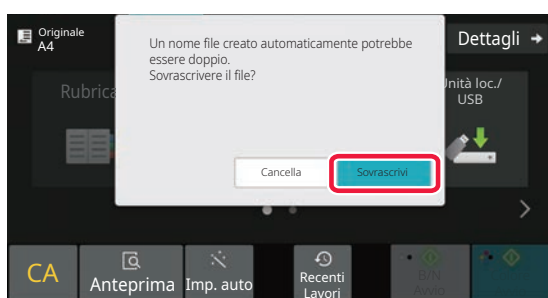 Originale
A4
Un nome file creato automaticamente potrebbe
essere doppio.
Sovrascrivere il file?
Dettagli
Rubrica
Unità loc./
USB
Cancella
Sovrascrivi
CA
Anteprima
Imp. auto
Recenti
Lavori
B/N
Avvio